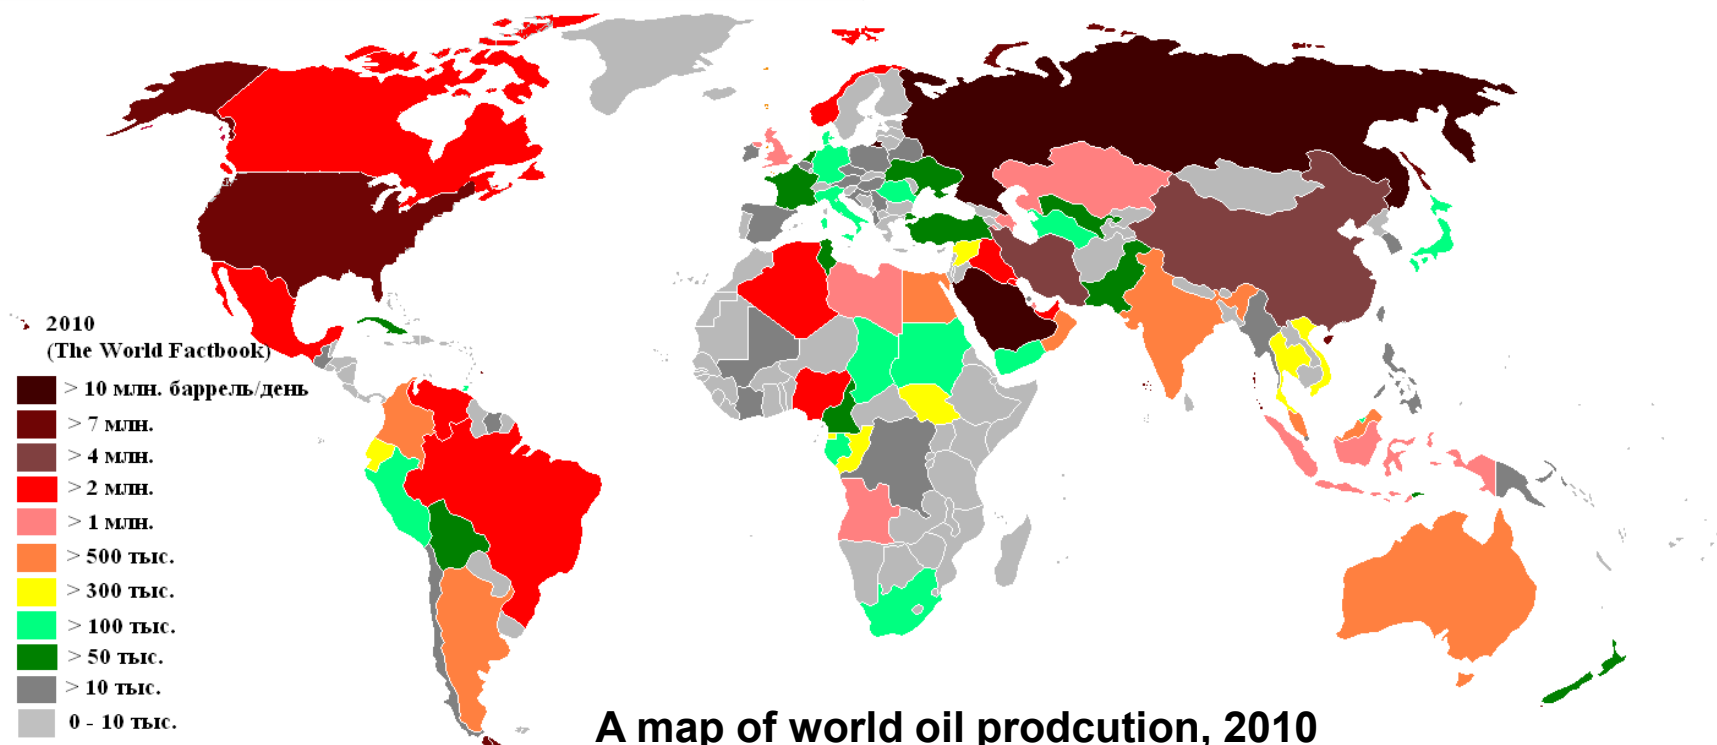 2010
(The World Factbook)
> 10 млн. баррель/день
> 7 млн.
> 4 млн.
> 2 млн.
> 1 млн.
> 500 тыс.
> 300 тыс.
> 100 тыс.
> 50 тыс.
> 10 тыс.
0 - 10 тыс.
A map of world oil prodcution, 2010